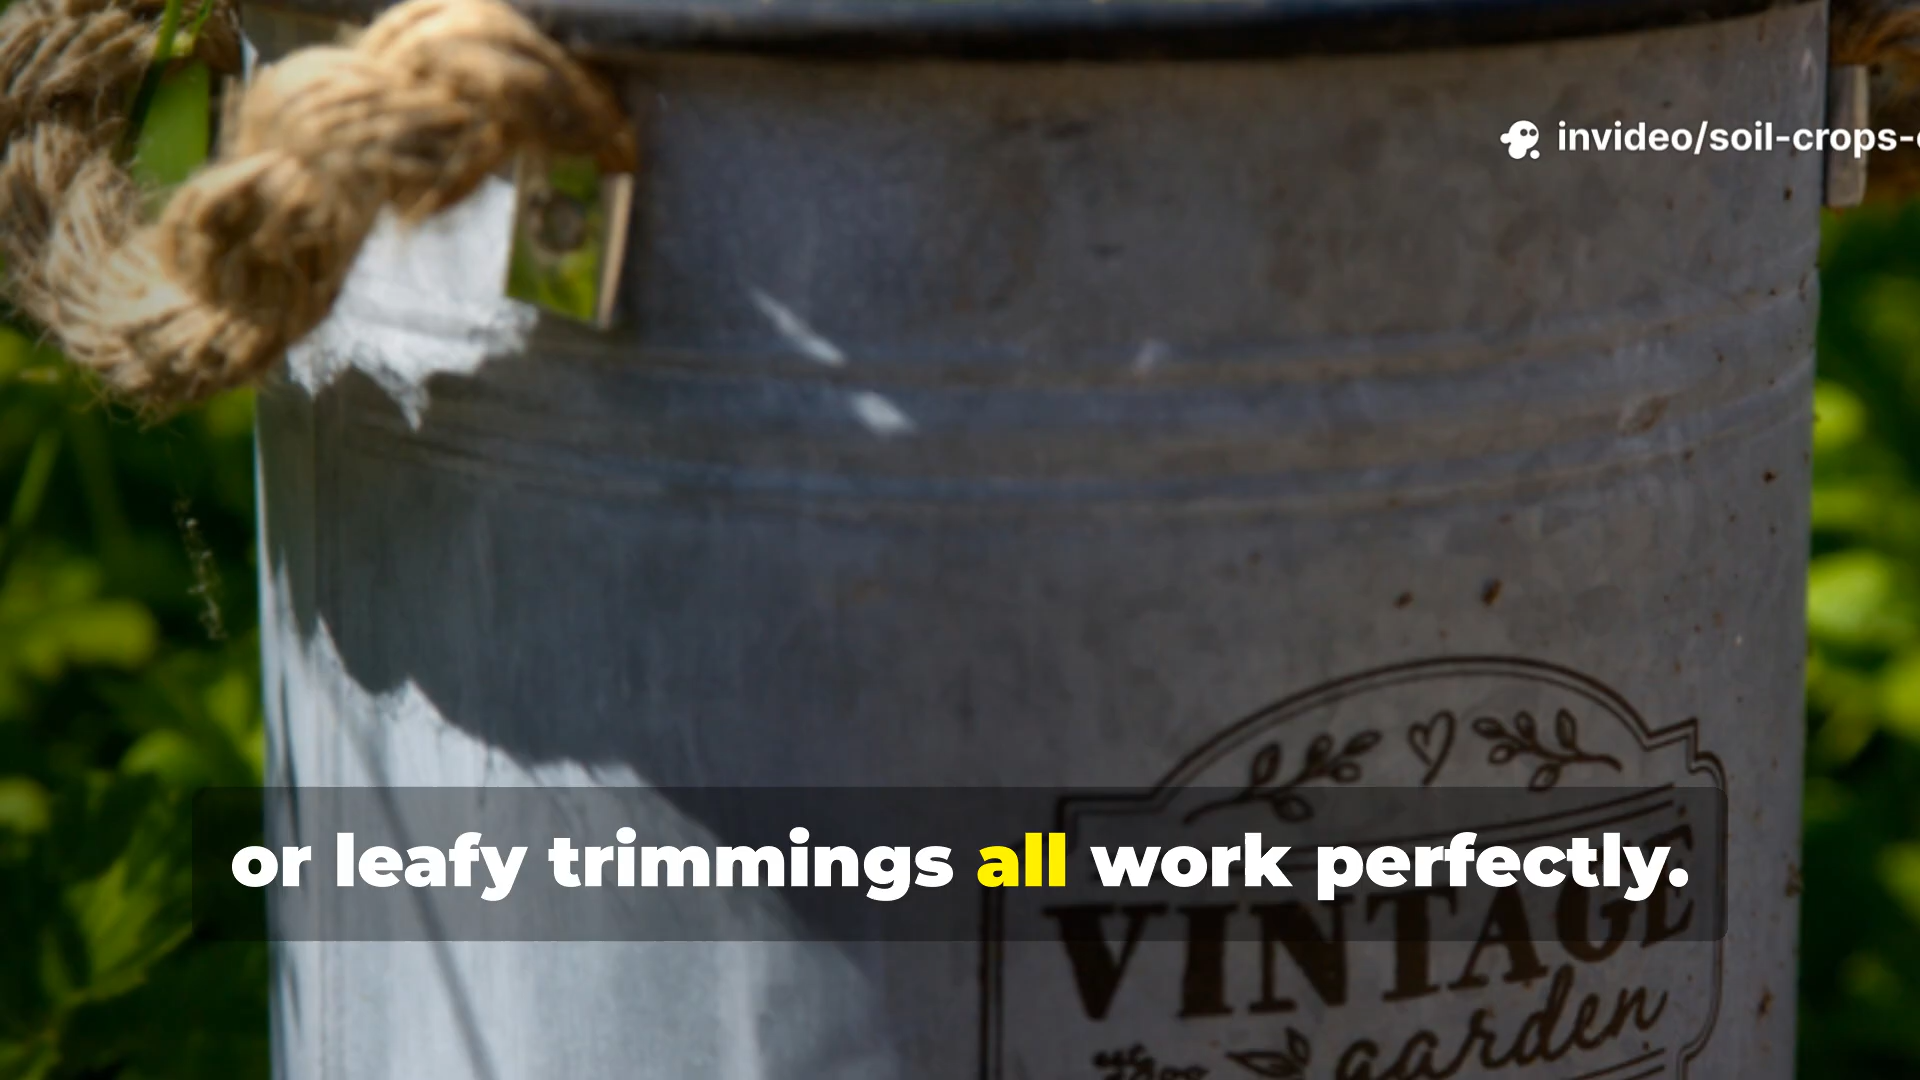 invideo/soil-crops-
or leafy trimmings all work perfectly.
VINTAGE
garden